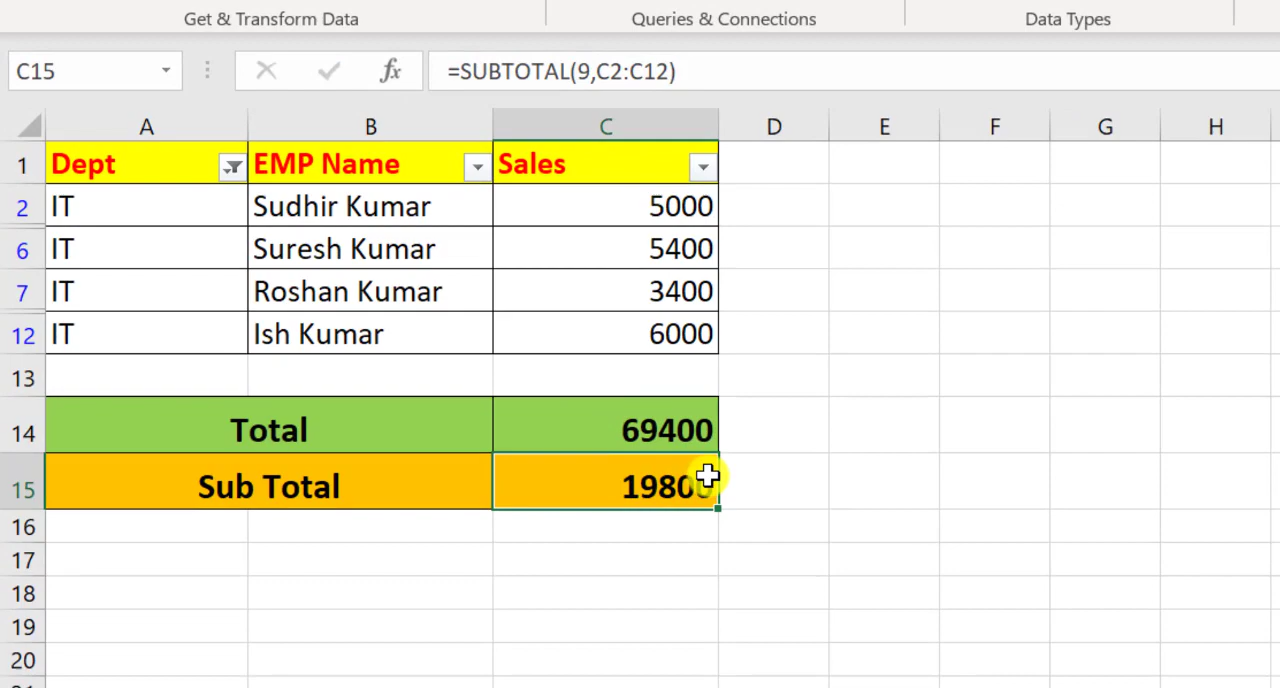 Get & Transform Data Queries & Connections Data Types
C15 fx =SUBTOTAL(9,C2:C12)
A B C D E F G H
1 Dept EMP Name Sales
2 IT Sudhir Kumar 5000
6 IT Suresh Kumar 5400
7 IT Roshan Kumar 3400
12 IT Ish Kumar 6000
13
14 Total 69400
15 Sub Total 19800
16
17
18
19
20